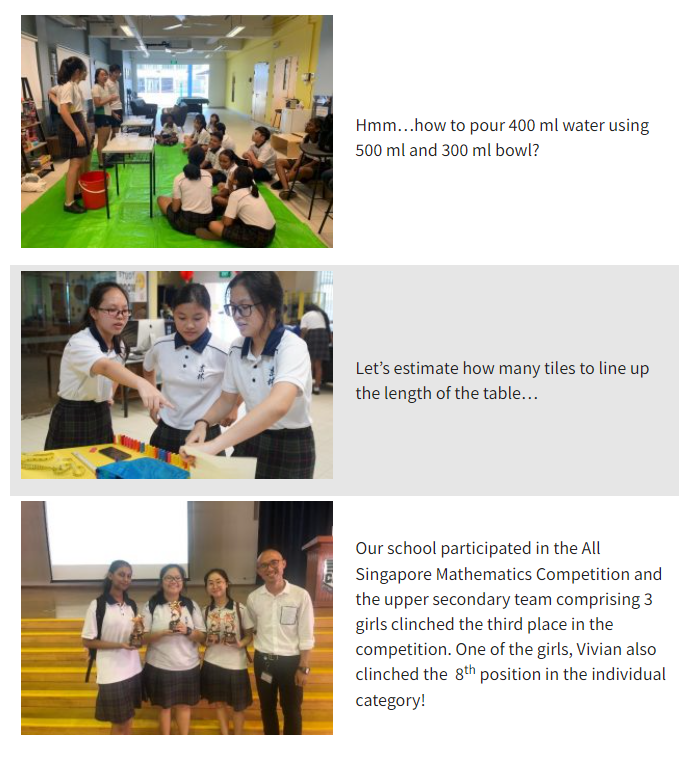 Hmm…how to pour 400 ml water using
500 ml and 300 ml bowl?
Let’s estimate how many tiles to line up
the length of the table…
Our school participated in the All
Singapore Mathematics Competition and
the upper secondary team comprising 3
girls clinched the third place in the
competition. One of the girls, Vivian also
clinched the  8th position in the individual
category!